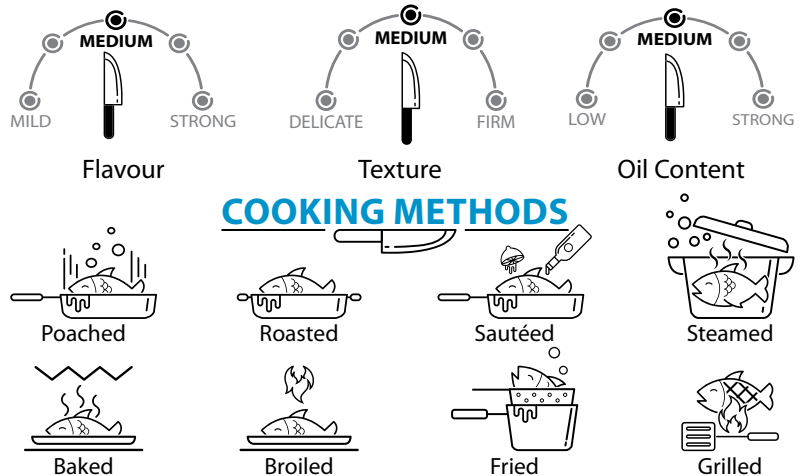 MEDIUM
MILD
STRONG
Flavour
MEDIUM
DELICATE
FIRM
Texture
MEDIUM
LOW
STRONG
Oil Content
COOKING METHODS
Poached
Roasted
Sautéed
Steamed
Baked
Broiled
Fried
Grilled